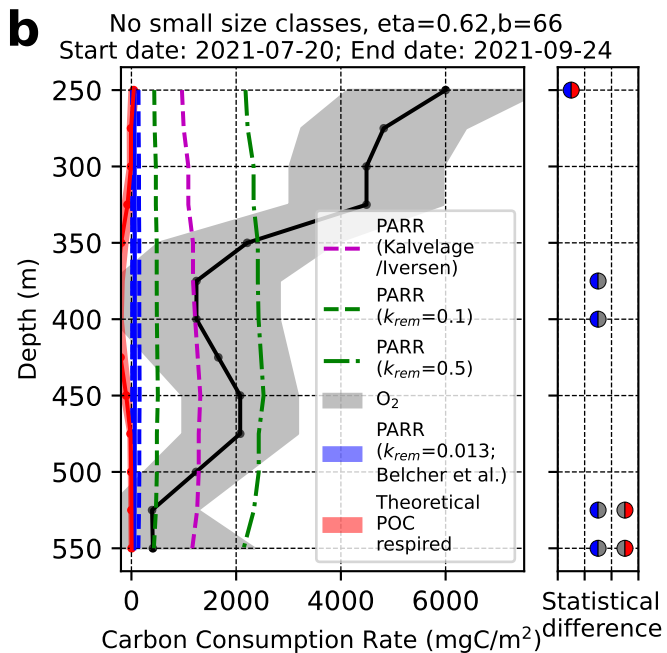 b
No small size classes, eta=0.62,b=66
Start date: 2021-07-20; End date: 2021-09-24
250
300
350
400
450
500
550
Depth (m)
PARR
(Kalvelage
/Iversen)
PARR
(k_rem=0.1)
PARR
(k_rem=0.5)
O₂
PARR
(k_rem=0.013;
Belcher et al.)
Theoretical
POC
respired
0 2000 4000 6000
Carbon Consumption Rate (mgC/m²)
Statistical
difference